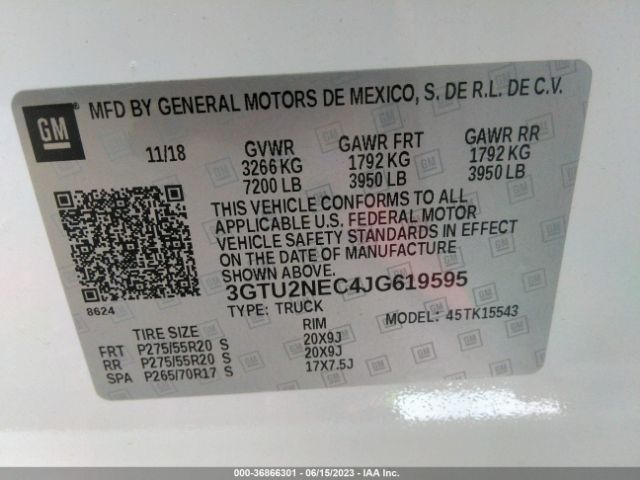 GM
MFD BY GENERAL MOTORS DE MEXICO, S. DE R.L. DE C.V.
11/18 GVWR GAWR FRT GAWR RR
3266 KG 1792 KG 1792 KG
7200 LB 3950 LB 3950 LB
THIS VEHICLE CONFORMS TO ALL
APPLICABLE U.S. FEDERAL MOTOR
VEHICLE SAFETY STANDARDS IN EFFECT
ON THE DATE OF MANUFACTURE
SHOWN ABOVE.
8624
3GTU2NEC4JG619595
TYPE: TRUCK MODEL: 45TK15543
TIRE SIZE RIM
FRT P275/55R20 S 20X9J
RR P275/55R20 S 20X9J
SPA P265/70R17 S 17X7.5J
000-36866301 - 06/15/2023 - IAA Inc.